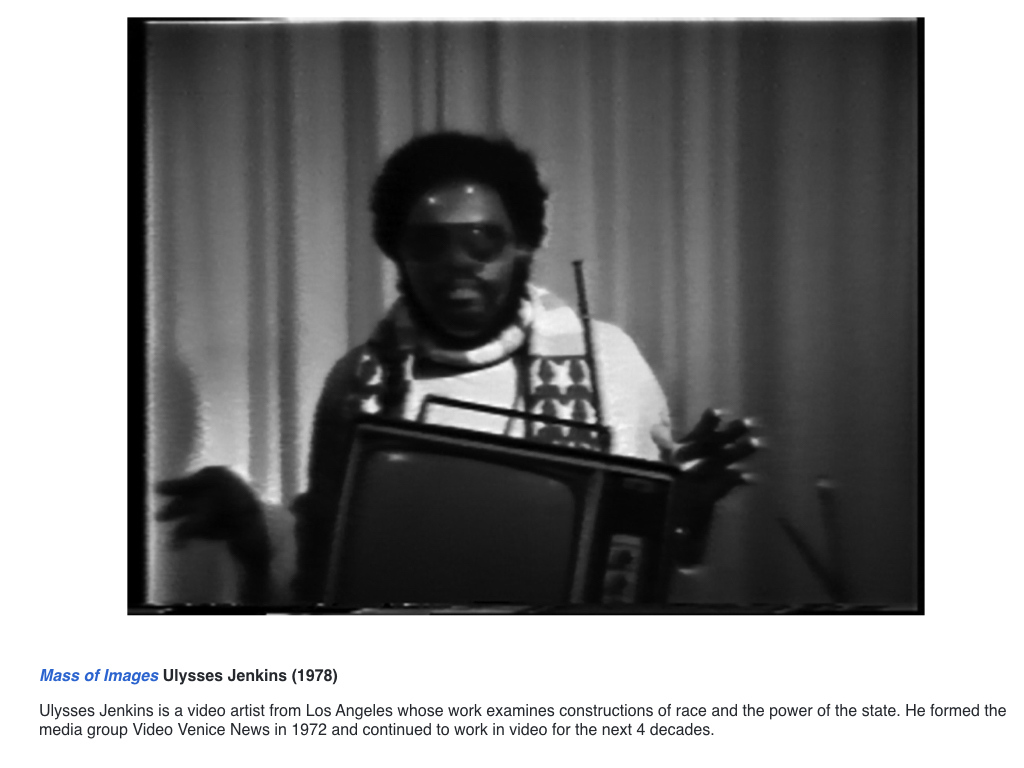 Mass of Images Ulysses Jenkins (1978)
Ulysses Jenkins is a video artist from Los Angeles whose work examines constructions of race and the power of the state. He formed the
media group Video Venice News in 1972 and continued to work in video for the next 4 decades.